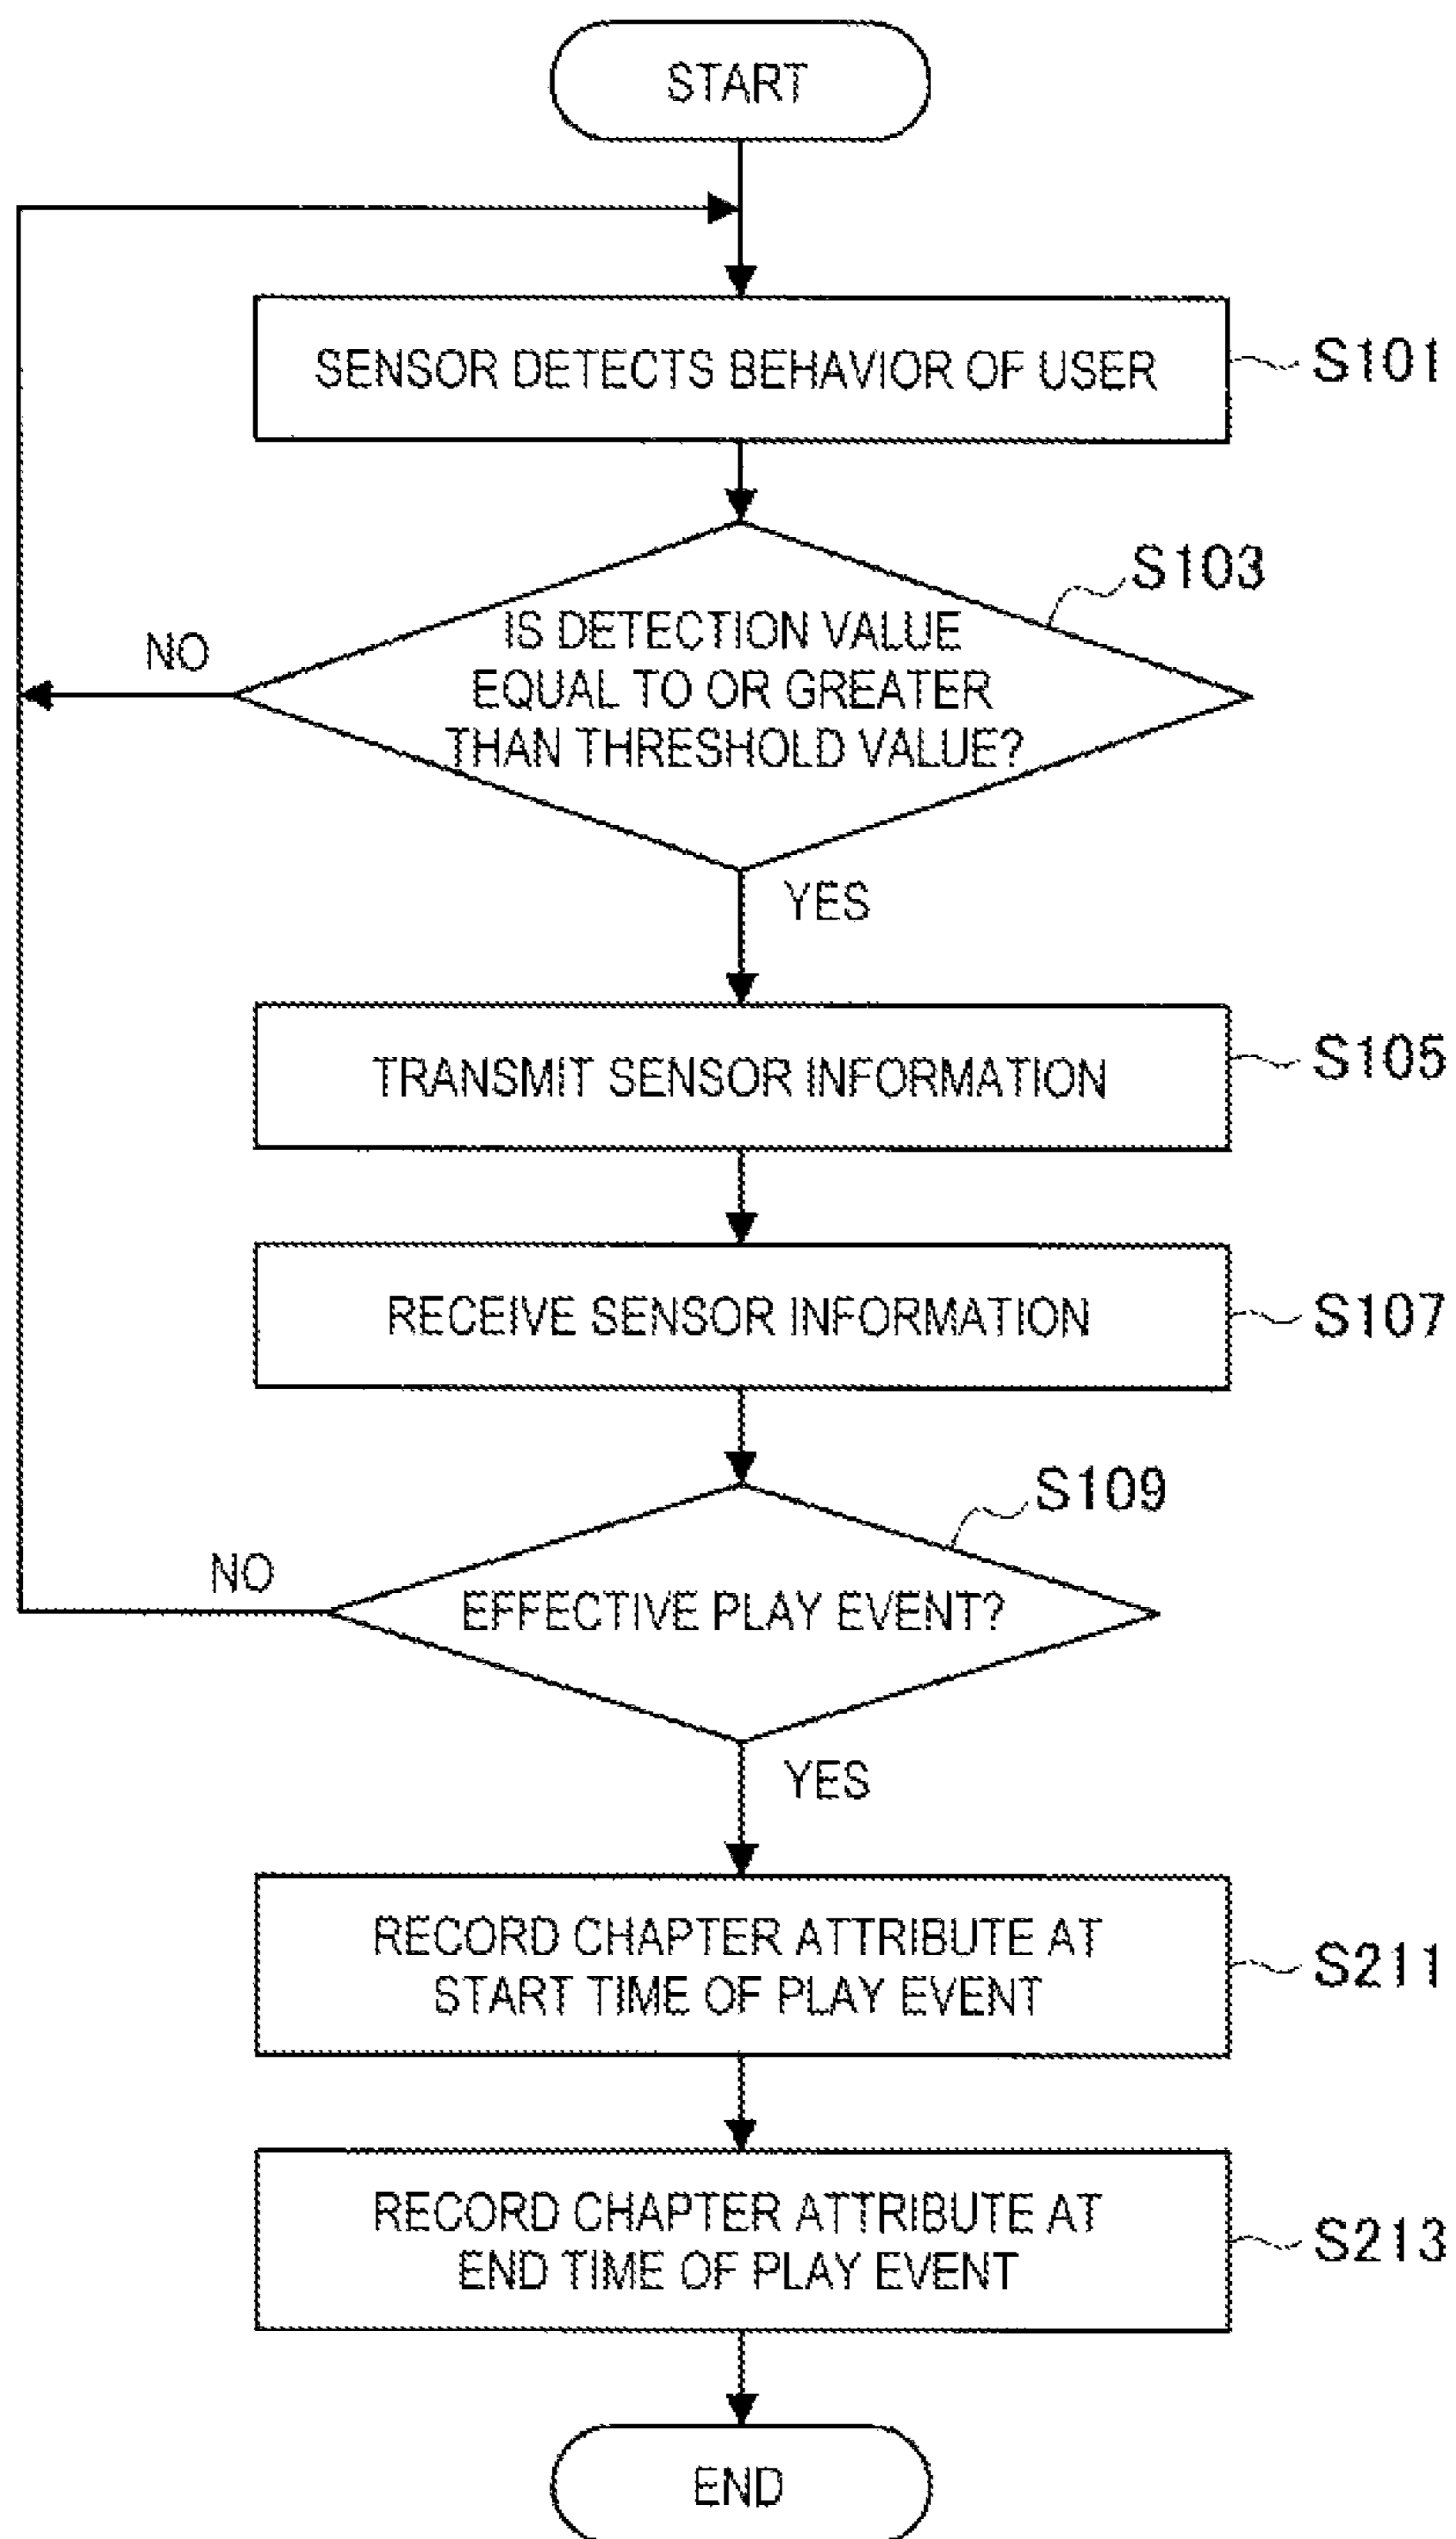 START
SENSOR DETECTS BEHAVIOR OF USER
S101
S103
IS DETECTION VALUE
EQUAL TO OR GREATER
THAN THRESHOLD VALUE?
NO
YES
TRANSMIT SENSOR INFORMATION
S105
RECEIVE SENSOR INFORMATION
S107
S109
EFFECTIVE PLAY EVENT?
NO
YES
RECORD CHAPTER ATTRIBUTE AT
START TIME OF PLAY EVENT
S211
RECORD CHAPTER ATTRIBUTE AT
END TIME OF PLAY EVENT
S213
END